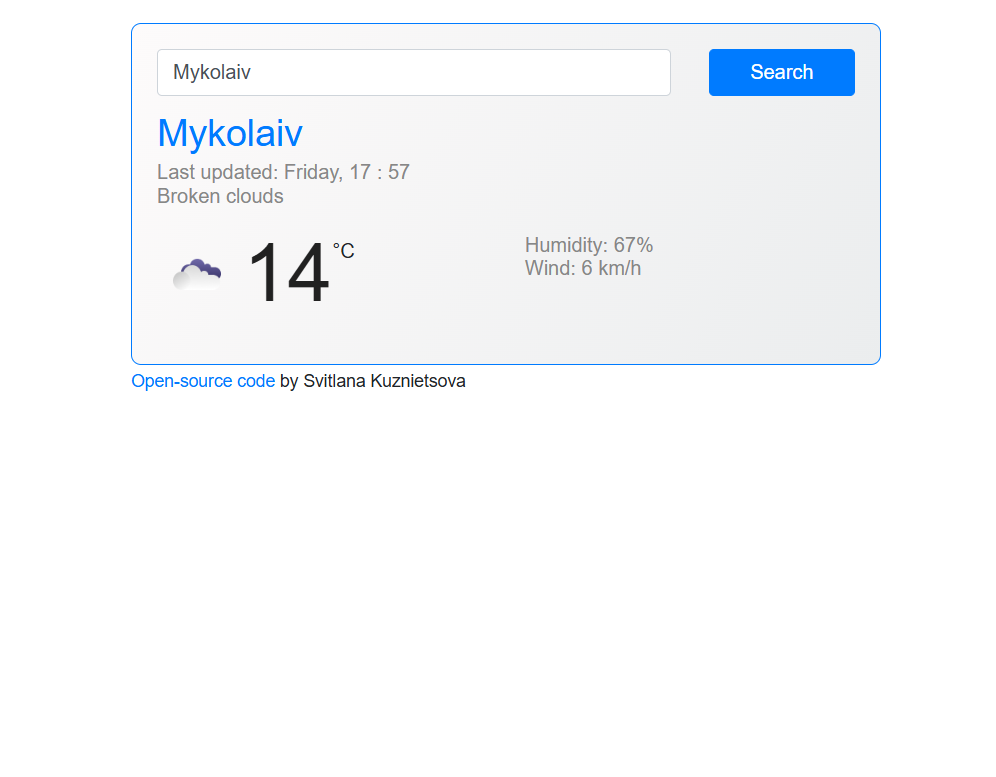 Mykolaiv
Search
Mykolaiv
Last updated: Friday, 17 : 57
Broken clouds
14 °C
Humidity: 67%
Wind: 6 km/h
Open-source code by Svitlana Kuznietsova